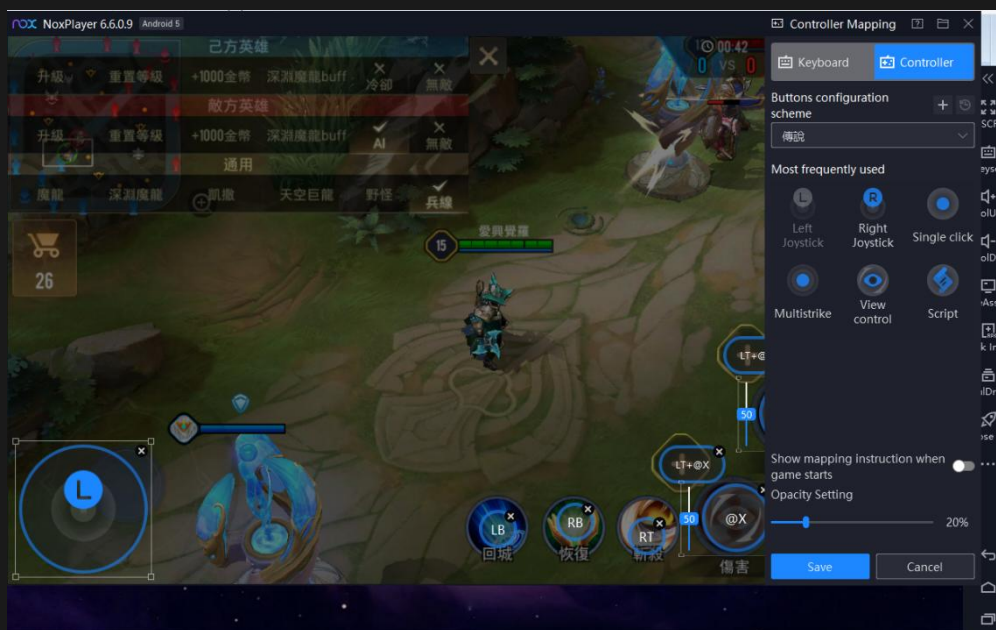 nox NoxPlayer 6.6.0.9 Android 5
Controller Mapping
己方英雄
升級 重置等級 +1000金幣 深淵魔龍buff 冷卻 無敵
敵方英雄
升級 重置等級 +1000金幣 深淵魔龍buff AI 無敵
通用
魔龍 深淵魔龍 凱撒 天空巨龍 野怪 兵線
00:42
0 VS 0
26
15
愛興覺羅
LT+@
50
LT+@X
50
L
LB
RB
RT
@X
回城
恢復
斬殺
傷害
Keyboard
Controller
Buttons configuration
scheme
傳說
Most frequently used
L
R
Left
Joystick
Right
Joystick
Single click
Multistrike
View
control
Script
Show mapping instruction when
game starts
Opacity Setting
20%
Save
Cancel